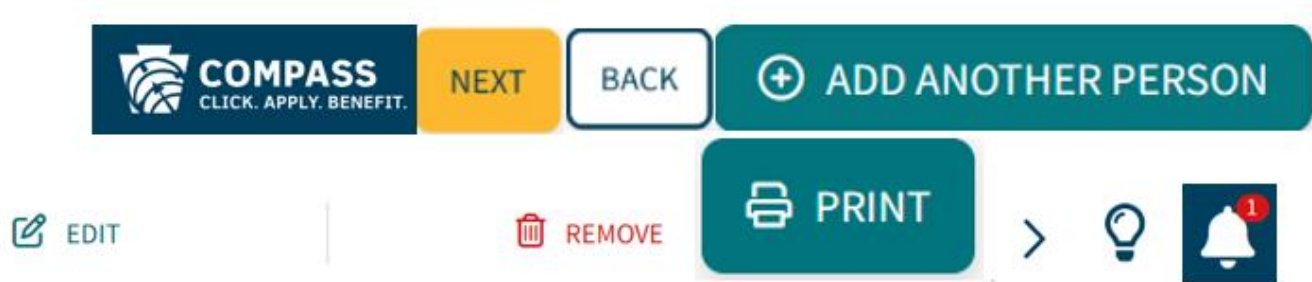 COMPASS
CLICK. APPLY. BENEFIT.
NEXT
BACK
ADD ANOTHER PERSON
EDIT
REMOVE
PRINT
1